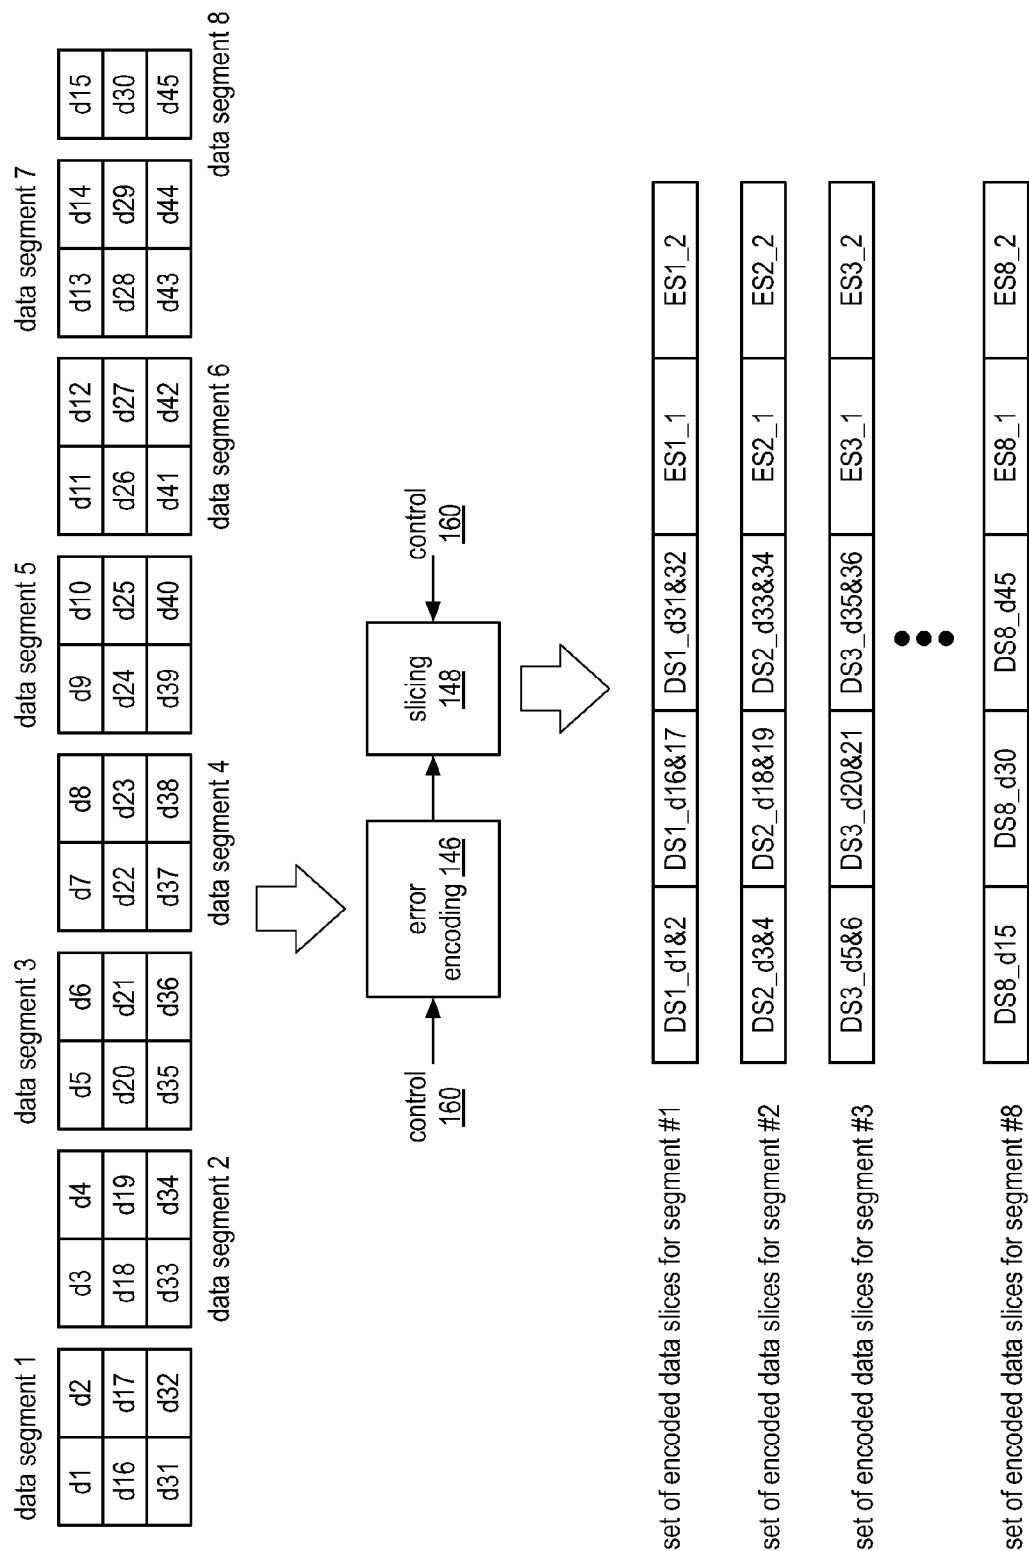 data segment 1
d1 d2
d16 d17
d31 d32
d3 d4
d18 d19
d33 d34
data segment 2
data segment 3
d5 d6
d20 d21
d35 d36
d7 d8
d22 d23
d37 d38
data segment 4
data segment 5
d9 d10
d24 d25
d39 d40
d11 d12
d26 d27
d41 d42
data segment 6
data segment 7
d13 d14
d28 d29
d43 d44
d15
d30
d45
data segment 8
control
160
error
encoding 146
slicing
148
control
160
set of encoded data slices for segment #1 DS1_d1&2 DS1_d16&17 DS1_d31&32 ES1_1 ES1_2
set of encoded data slices for segment #2 DS2_d3&4 DS2_d18&19 DS2_d33&34 ES2_1 ES2_2
set of encoded data slices for segment #3 DS3_d5&6 DS3_d20&21 DS3_d35&36 ES3_1 ES3_2
set of encoded data slices for segment #8 DS8_d15 DS8_d30 DS8_d45 ES8_1 ES8_2